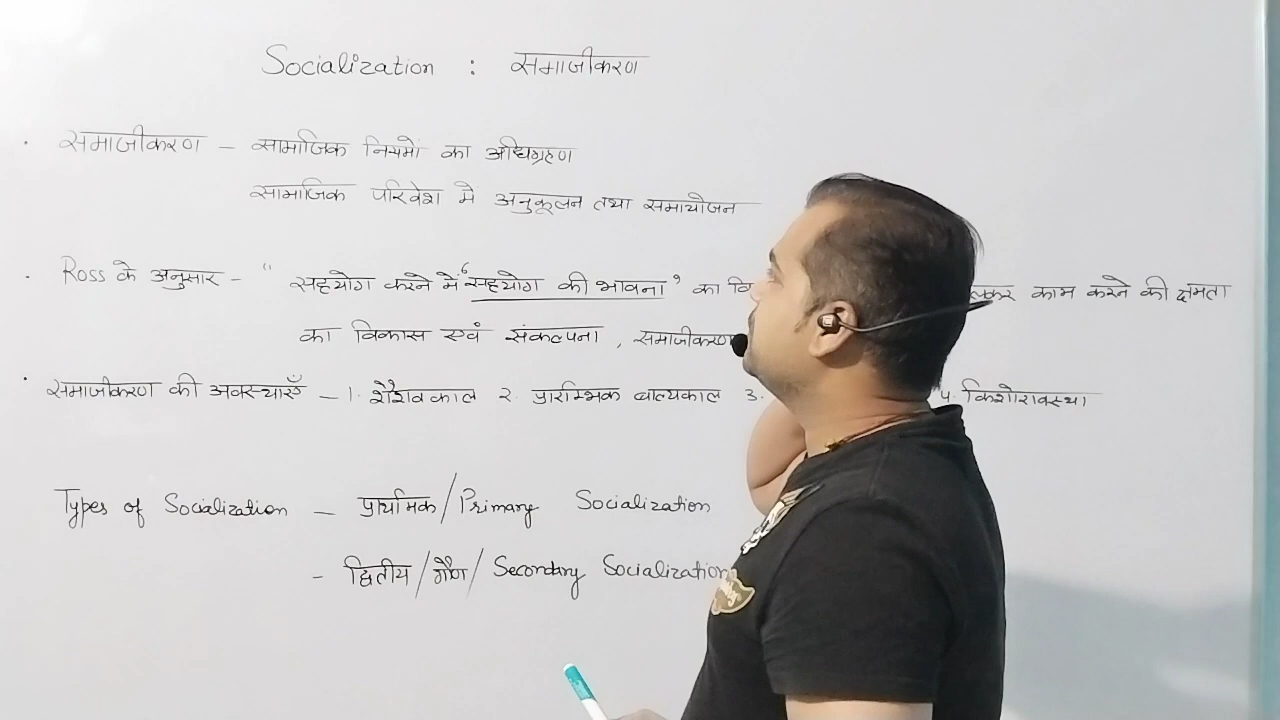 Socialization : समाजीकरण
· समाजीकरण – सामाजिक नियमों का अधिग्रहण
सामाजिक परिवेश में अनुकूलन तथा समायोजन
· Ross के अनुसार – " सहयोग करने में 'सहयोग की भावना' का काम करने की क्षमता
का विकास एवं संकल्पना , समाजीकरण
· समाजीकरण की अवस्थाएँ – 1. शैशवकाल 2. प्रारम्भिक बाल्यकाल 3. 4. किशोरावस्था
Types of Socialization – प्राथमिक / Primary Socialization
– द्वितीय / गौण / Secondary Socialization